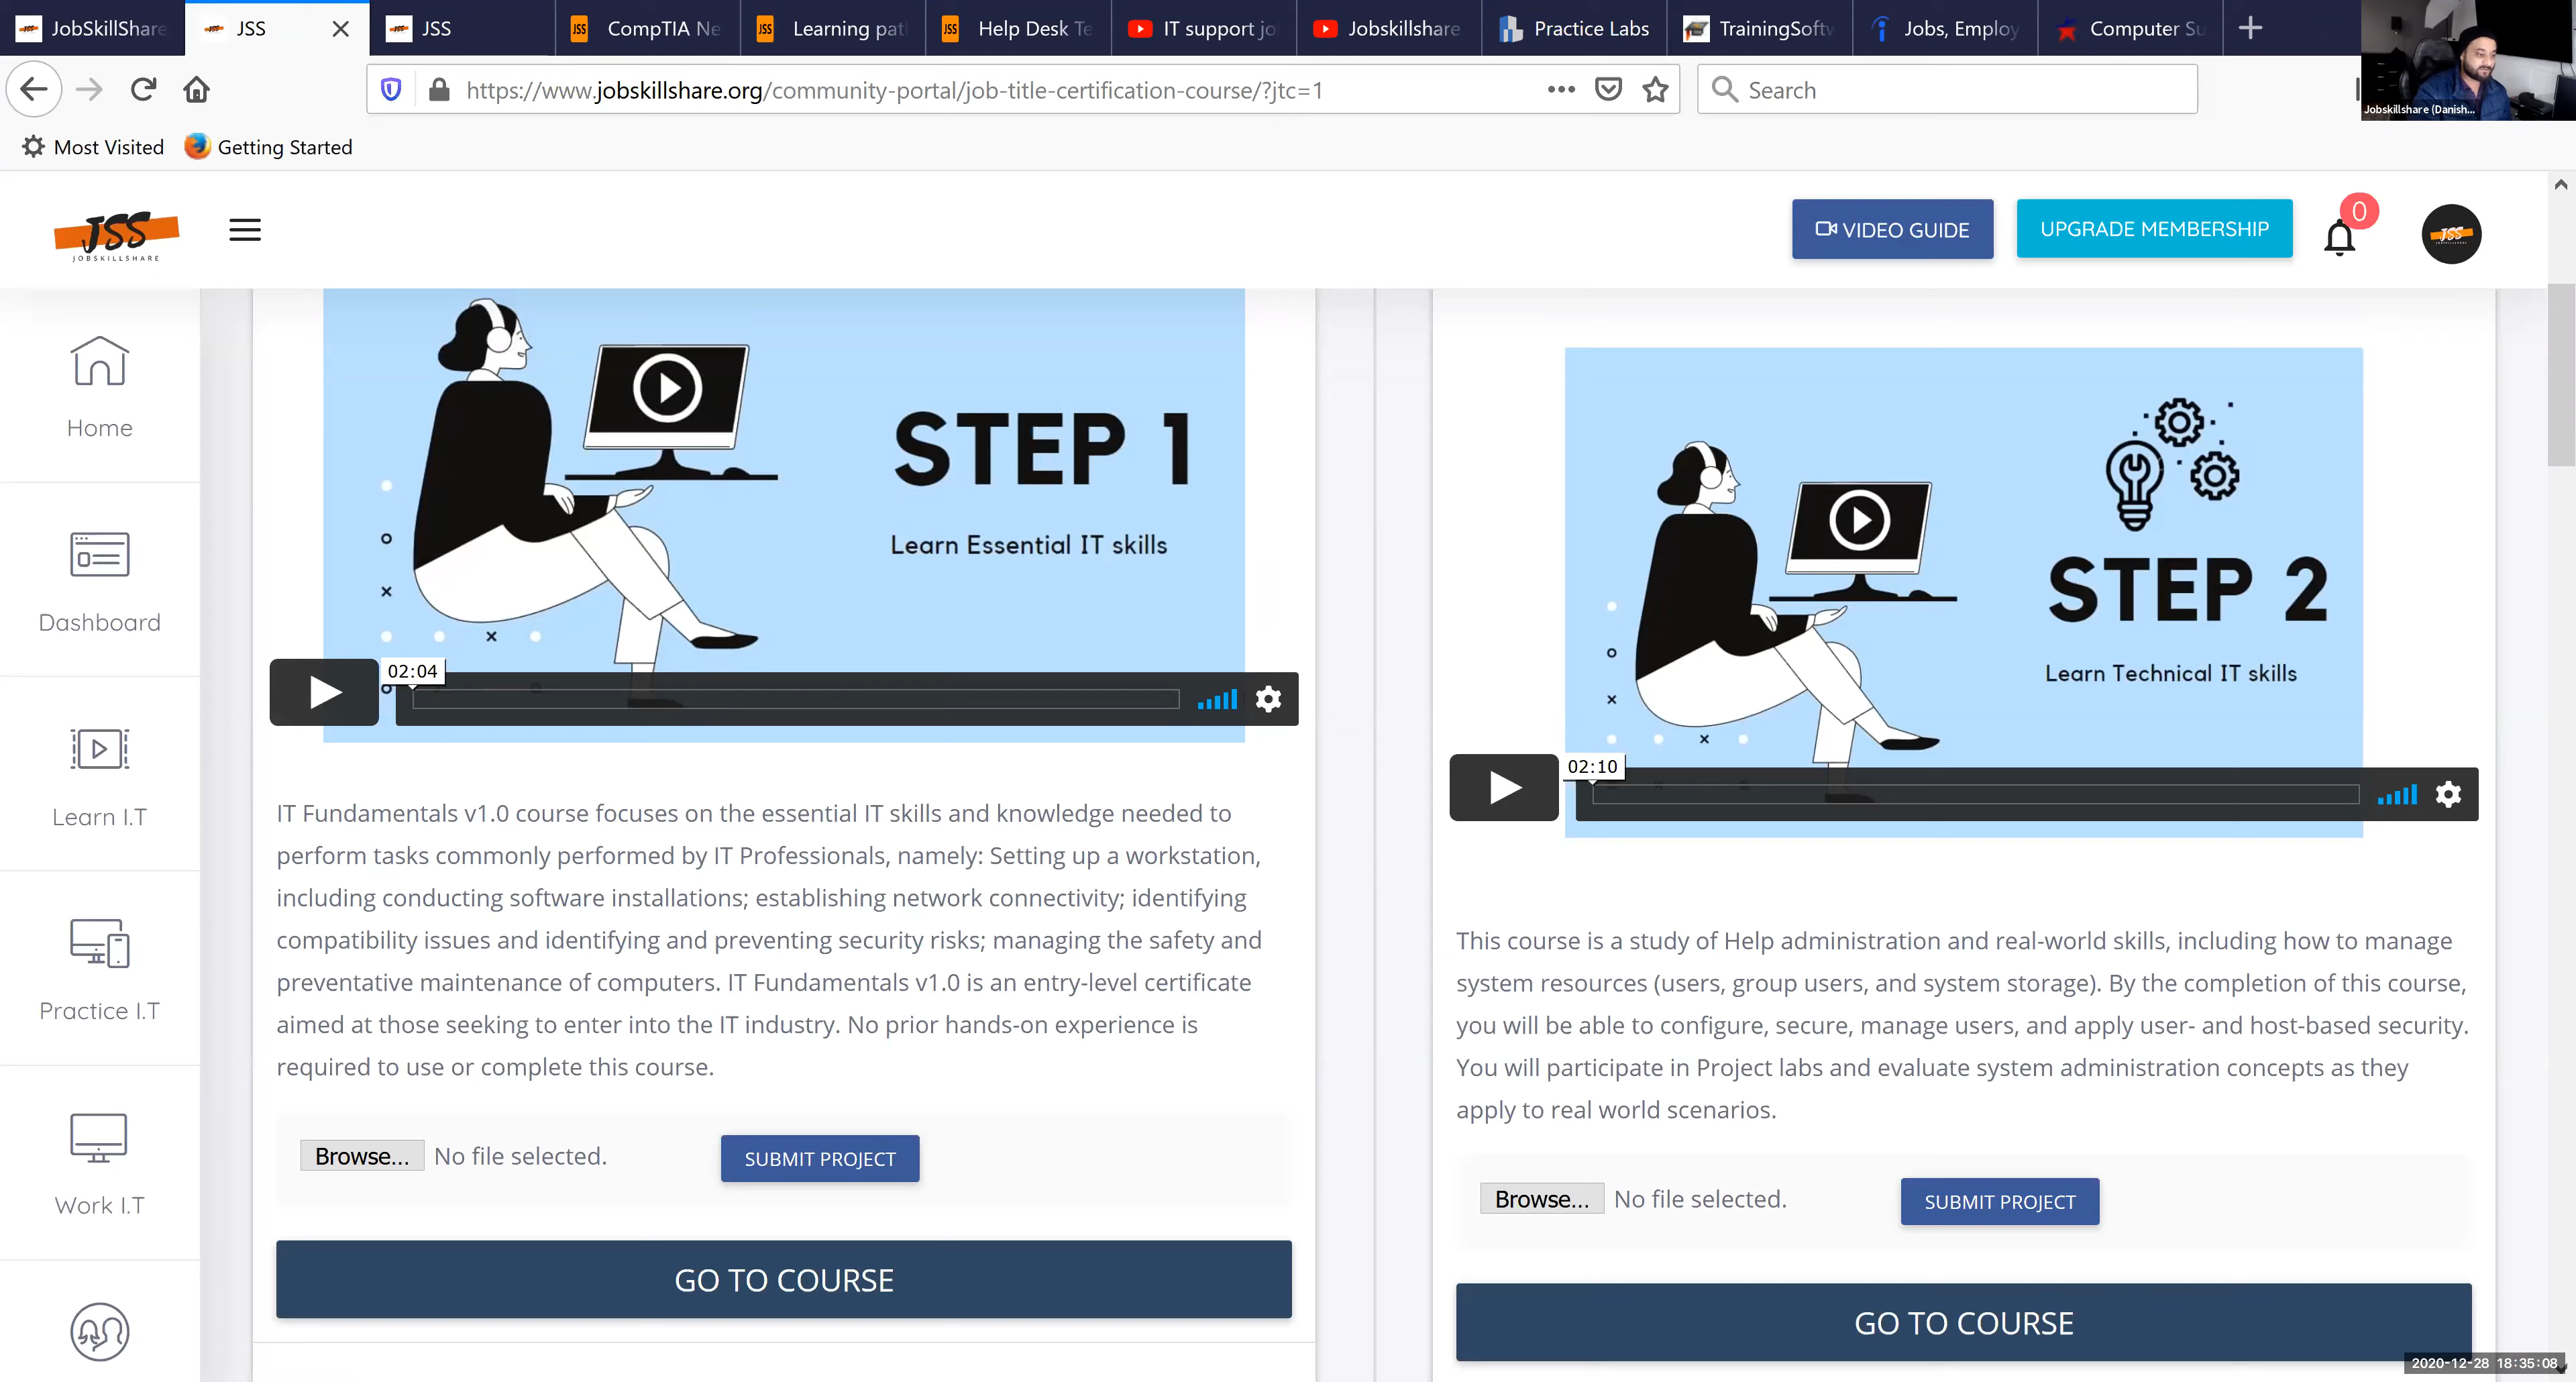 JobSkillShare
JSS
JSS
CompTIA Ne
Learning pat
Help Desk Te
IT support jo
Jobskillshare
Practice Labs
TrainingSoftw
Jobs, Employ
Computer Su
https://www.jobskillshare.org/community-portal/job-title-certification-course/?jtc=1
Search
Jobskillshare (Danish...
Most Visited
Getting Started
JSS
JOBSKILLSHARE
VIDEO GUIDE
UPGRADE MEMBERSHIP
0
JSS
Home
Dashboard
Learn I.T
Practice I.T
Work I.T
STEP 1
Learn Essential IT skills
02:04
IT Fundamentals v1.0 course focuses on the essential IT skills and knowledge needed to
perform tasks commonly performed by IT Professionals, namely: Setting up a workstation,
including conducting software installations; establishing network connectivity; identifying
compatibility issues and identifying and preventing security risks; managing the safety and
preventative maintenance of computers. IT Fundamentals v1.0 is an entry-level certificate
aimed at those seeking to enter into the IT industry. No prior hands-on experience is
required to use or complete this course.
Browse... No file selected.
SUBMIT PROJECT
GO TO COURSE
STEP 2
Learn Technical IT skills
02:10
This course is a study of Help administration and real-world skills, including how to manage
system resources (users, group users, and system storage). By the completion of this course,
you will be able to configure, secure, manage users, and apply user- and host-based security.
You will participate in Project labs and evaluate system administration concepts as they
apply to real world scenarios.
Browse... No file selected.
SUBMIT PROJECT
GO TO COURSE
2020-12-28 18:35:08